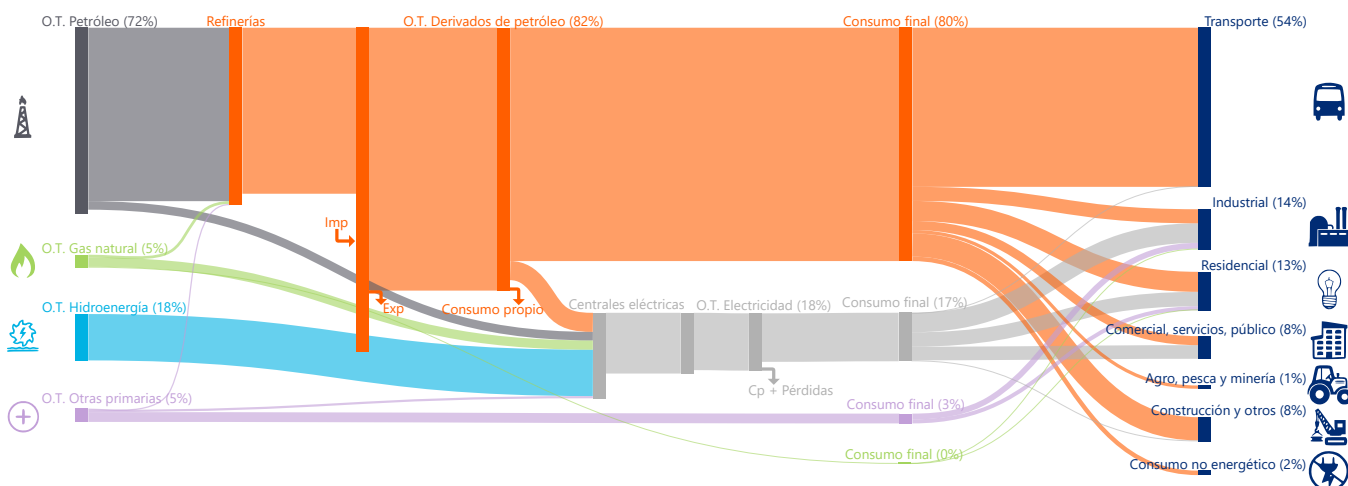 O.T. Petróleo (72%)
Refinerías
O.T. Derivados de petróleo (82%)
Consumo final (80%)
Transporte (54%)
Industrial (14%)
Imp
O.T. Gas natural (5%)
Residencial (13%)
O.T. Hidroenergía (18%)
Exp
Consumo propio
Centrales eléctricas
O.T. Electricidad (18%)
Consumo final (17%)
Comercial, servicios, público (8%)
Agro, pesca y minería (1%)
Cp + Pérdidas
O.T. Otras primarias (5%)
Consumo final (3%)
Construcción y otros (8%)
Consumo final (0%)
Consumo no energético (2%)